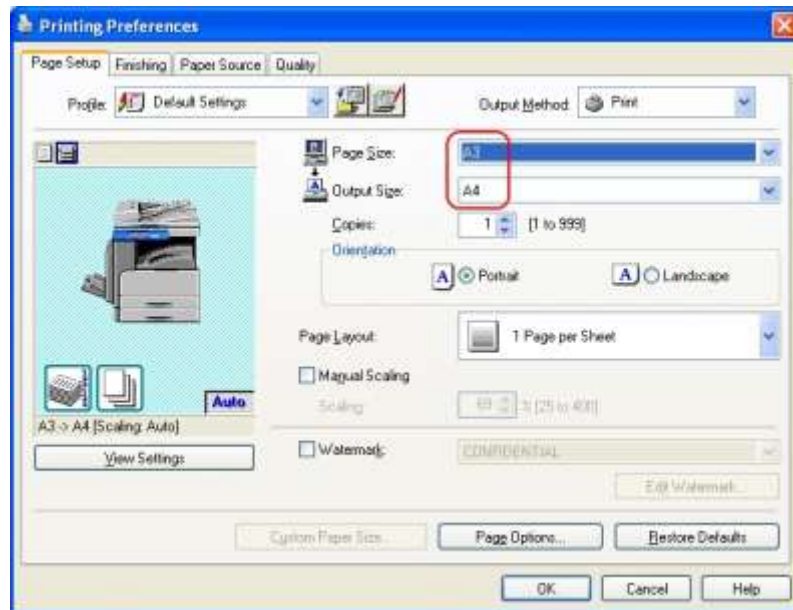 Printing Preferences
Page Setup Finishing Paper Source Quality
Profile: Default Settings Output Method: Print
Page Size: A3
Output Size: A4
Copies: 1 [1 to 999]
Orientation
A Portrait A Landscape
Page Layout: 1 Page per Sheet
Manual Scaling
Scaling: % [25 to 400]
Auto
A3 -> A4 [Scaling: Auto]
View Settings
Watermark: CONFIDENTIAL
Edit Watermark...
Custom Paper Size... Page Options... Restore Defaults
OK Cancel Help